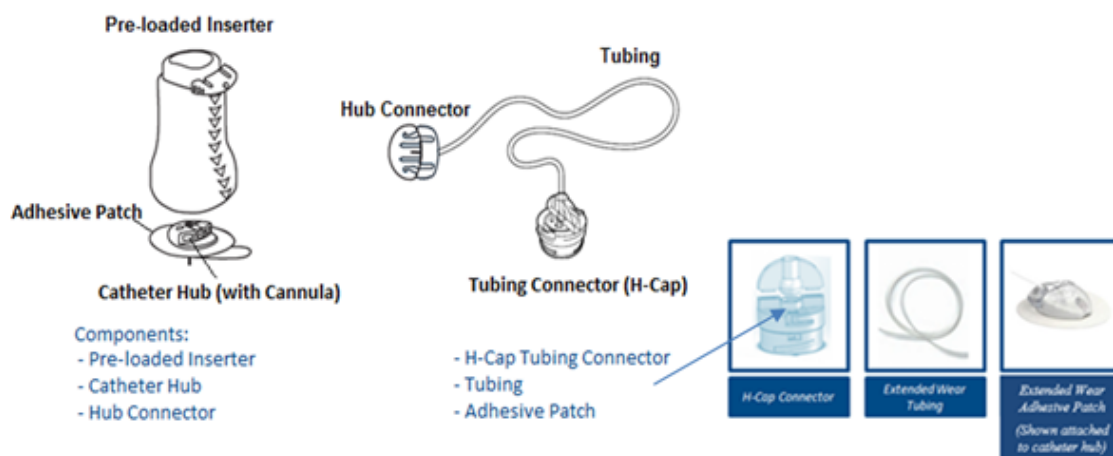 Pre-loaded Inserter
Tubing
Hub Connector
Adhesive Patch
Catheter Hub (with Cannula)
Tubing Connector (H-Cap)
Components:
- Pre-loaded Inserter
- Catheter Hub
- Hub Connector
- H-Cap Tubing Connector
- Tubing
- Adhesive Patch
H-Cap Connector
Extended Wear
Tubing
Extended Wear
Adhesive Patch
(Shown attached
to catheter hub)